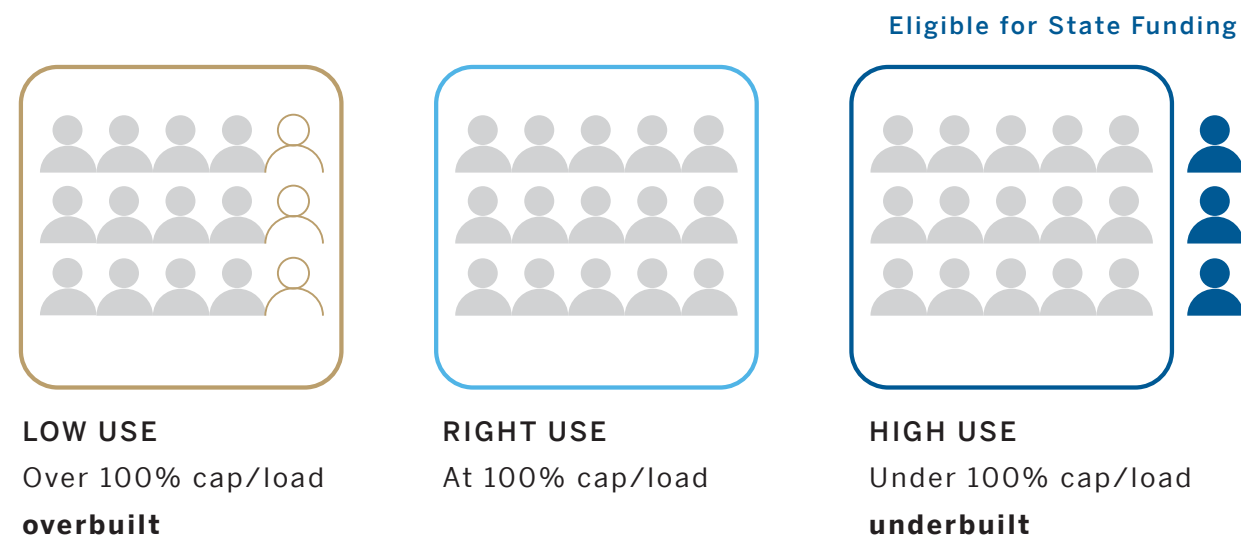 Eligible for State Funding
LOW USE
Over 100% cap/load
overbuilt
RIGHT USE
At 100% cap/load
HIGH USE
Under 100% cap/load
underbuilt